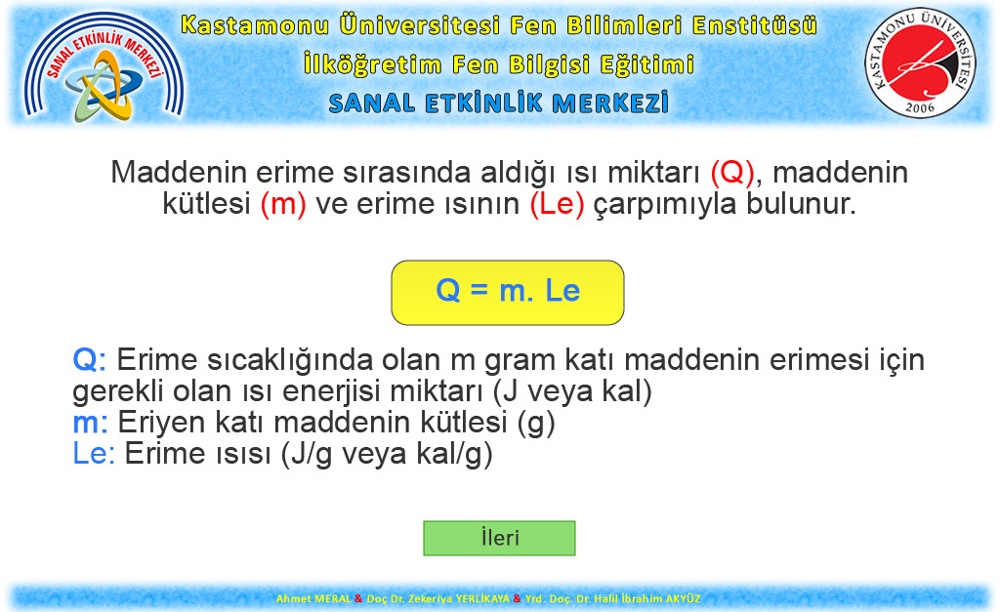 Kastamonu Üniversitesi Fen Bilimleri Enstitüsü
İlköğretim Fen Bilgisi Eğitimi
SANAL ETKİNLİK MERKEZİ
SANAL ETKİNLİK MERKEZİ
KASTAMONU ÜNİVERSİTESİ
2006
Maddenin erime sırasında aldığı ısı miktarı (Q), maddenin
kütlesi (m) ve erime ısının (Le) çarpımıyla bulunur.
Q = m. Le
Q: Erime sıcaklığında olan m gram katı maddenin erimesi için
gerekli olan ısı enerjisi miktarı (J veya kal)
m: Eriyen katı maddenin kütlesi (g)
Le: Erime ısısı (J/g veya kal/g)
İleri
Ahmet MERAL & Doç Dr. Zekeriya YERLİKAYA & Yrd. Doç. Dr. Halil İbrahim AKYÜZ